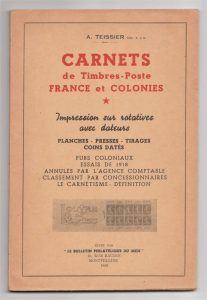 A. TEISSIER
CARNETS
de Timbres-Poste
FRANCE et COLONIES
Impression sur rotatives
avec dateurs
PLANCHES - PRESSES - TIRAGES
COINS DATÉS
PUBS COLONIAUX
ESSAIS DE 1918
ANNULÉS PAR L'AGENCE COMPTABLE
CLASSEMENT PAR CONCESSIONNAIRES
LE CARNETISME - DÉFINITION
ÉDITÉ PAR
"LE BULLETIN PHILATÉLIQUE DU MIDI"
MONTPELLIER